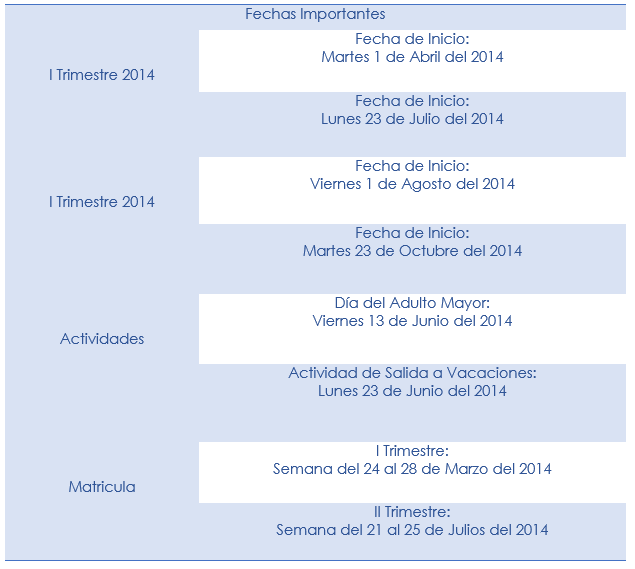 Fechas Importantes
I Trimestre 2014
Fecha de Inicio:
Martes 1 de Abril del 2014
Fecha de Inicio:
Lunes 23 de Julio del 2014
I Trimestre 2014
Fecha de Inicio:
Viernes 1 de Agosto del 2014
Fecha de Inicio:
Martes 23 de Octubre del 2014
Actividades
Día del Adulto Mayor:
Viernes 13 de Junio del 2014
Actividad de Salida a Vacaciones:
Lunes 23 de Junio del 2014
Matricula
I Trimestre:
Semana del 24 al 28 de Marzo del 2014
II Trimestre:
Semana del 21 al 25 de Julios del 2014